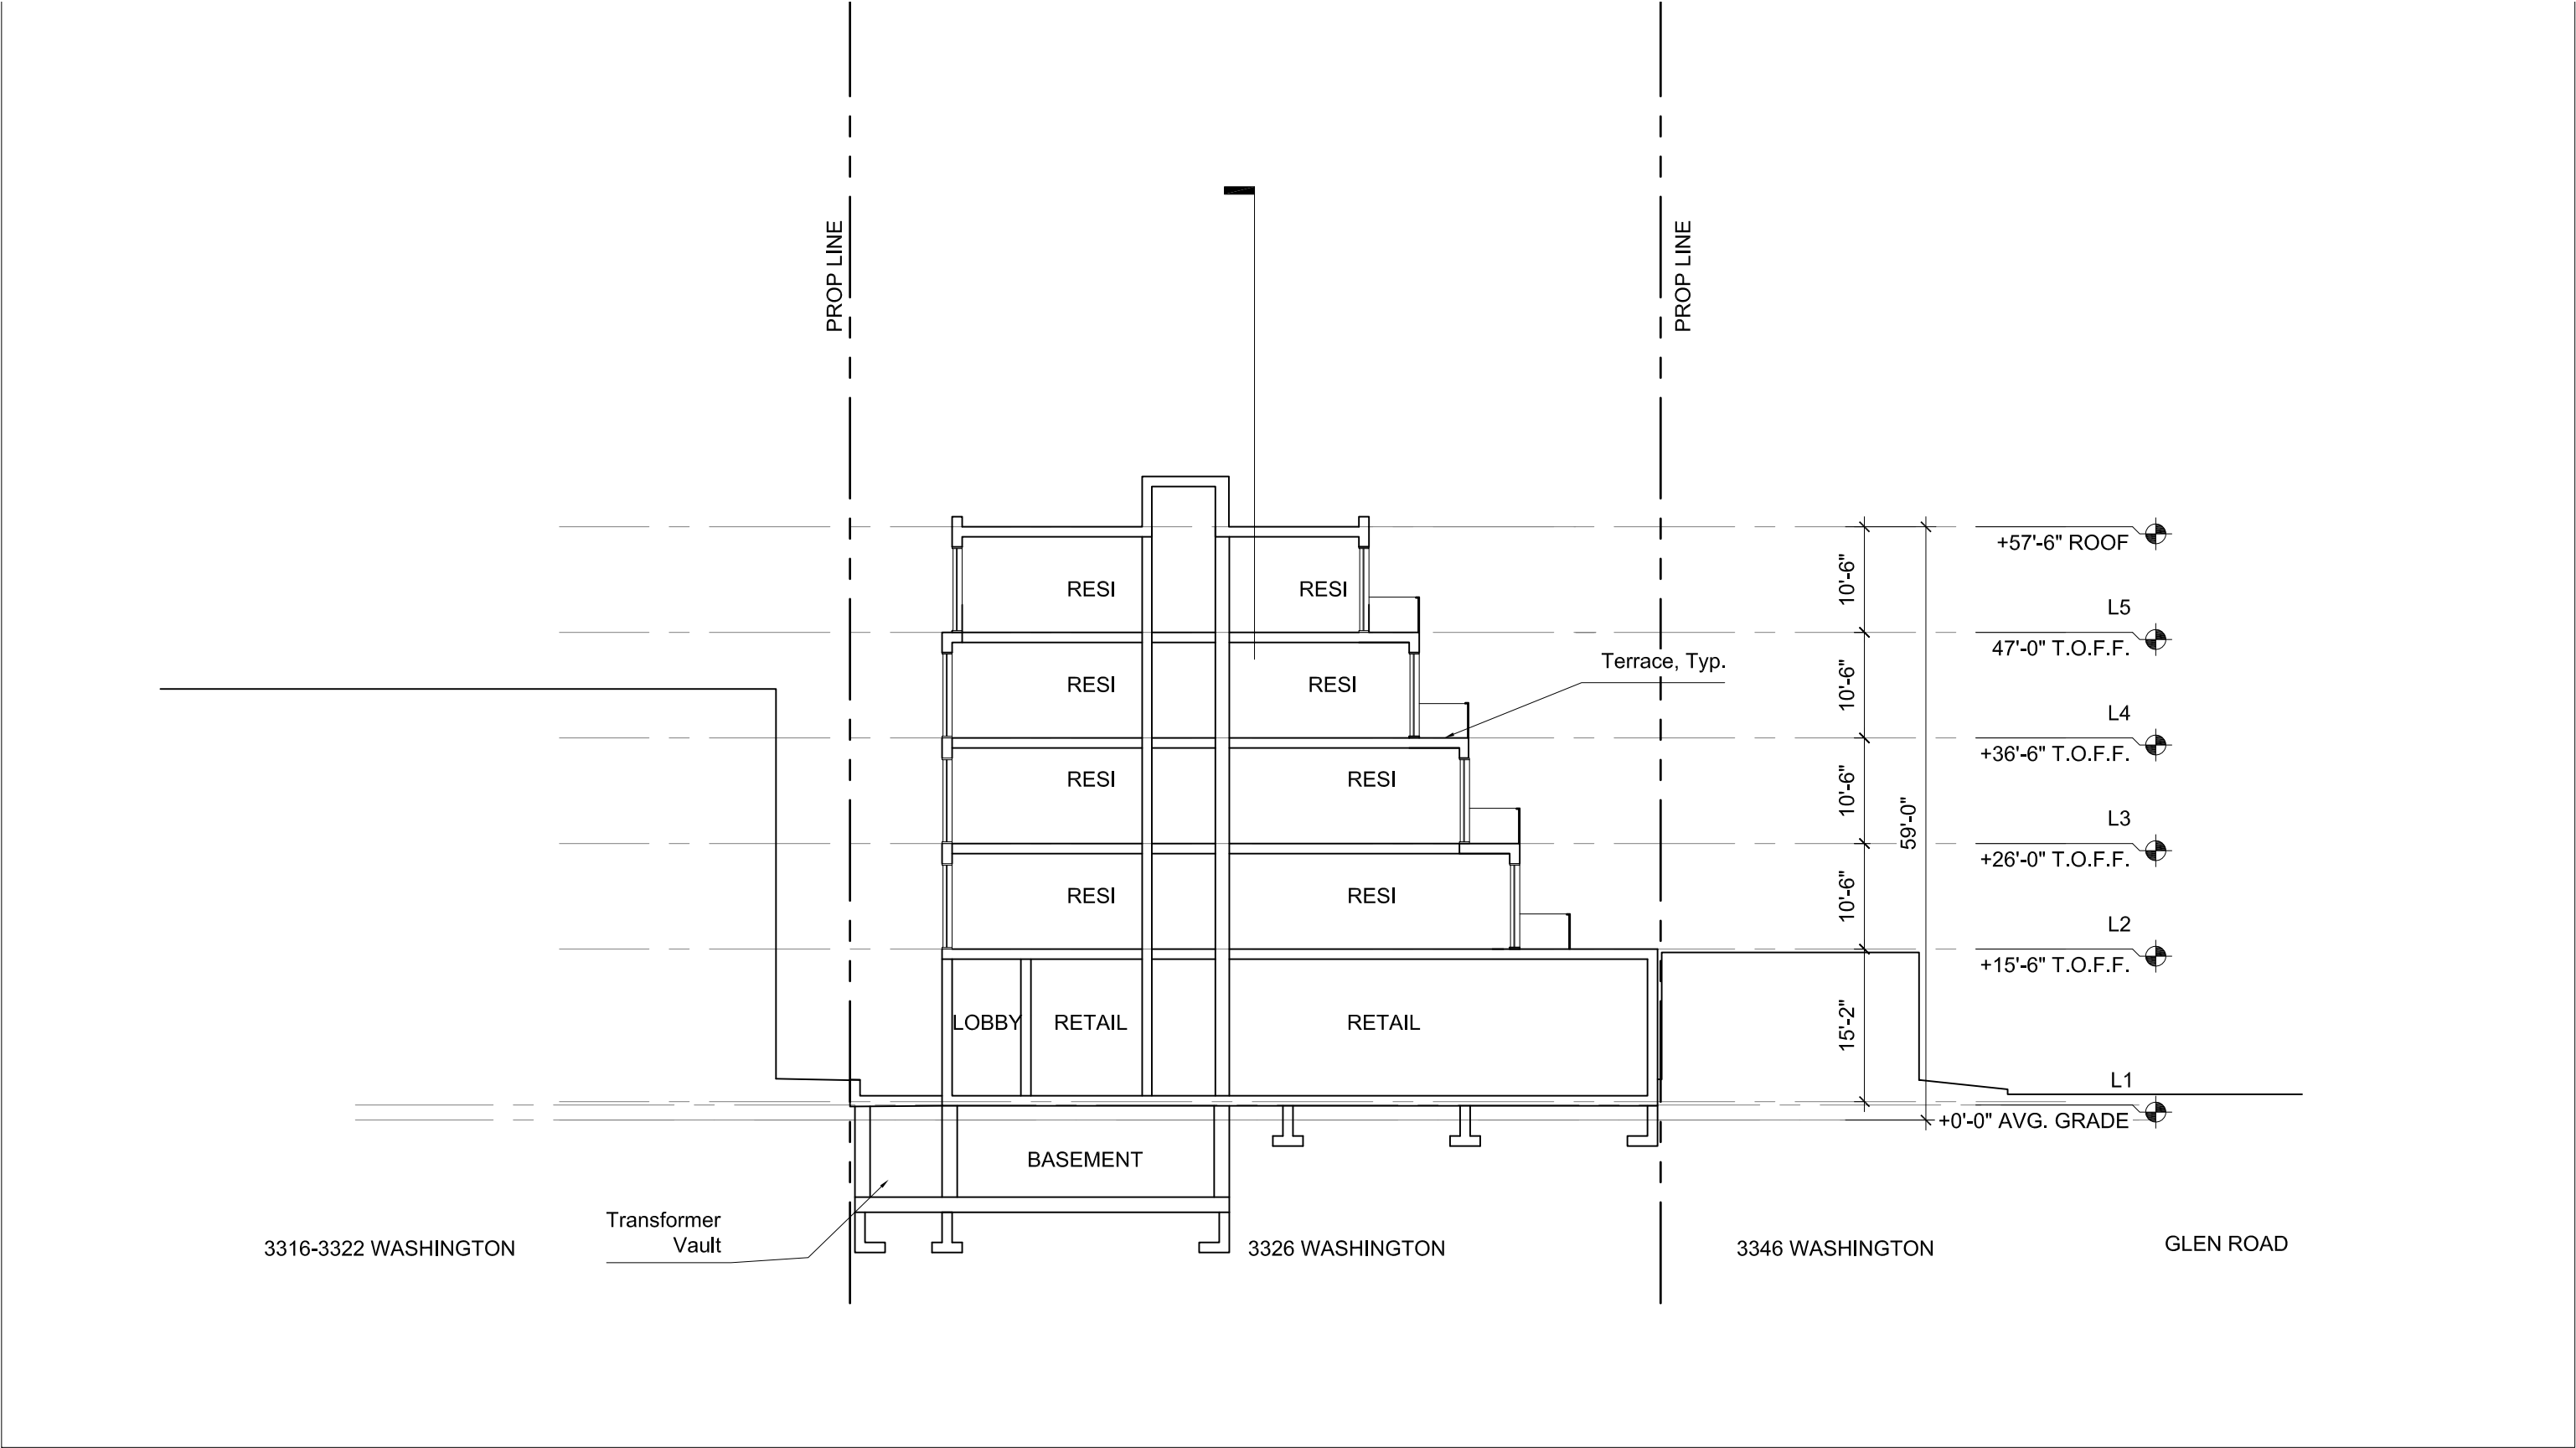 PROP LINE
PROP LINE
+57'-6" ROOF
10'-6"
RESI
RESI
L5
47'-0" T.O.F.F.
Terrace, Typ.
10'-6"
RESI
RESI
L4
+36'-6" T.O.F.F.
10'-6"
RESI
RESI
59'-0"
L3
+26'-0" T.O.F.F.
10'-6"
RESI
RESI
L2
+15'-6" T.O.F.F.
LOBBY
RETAIL
RETAIL
15'-2"
L1
+0'-0" AVG. GRADE
BASEMENT
Transformer
Vault
3316-3322 WASHINGTON
3326 WASHINGTON
3346 WASHINGTON
GLEN ROAD